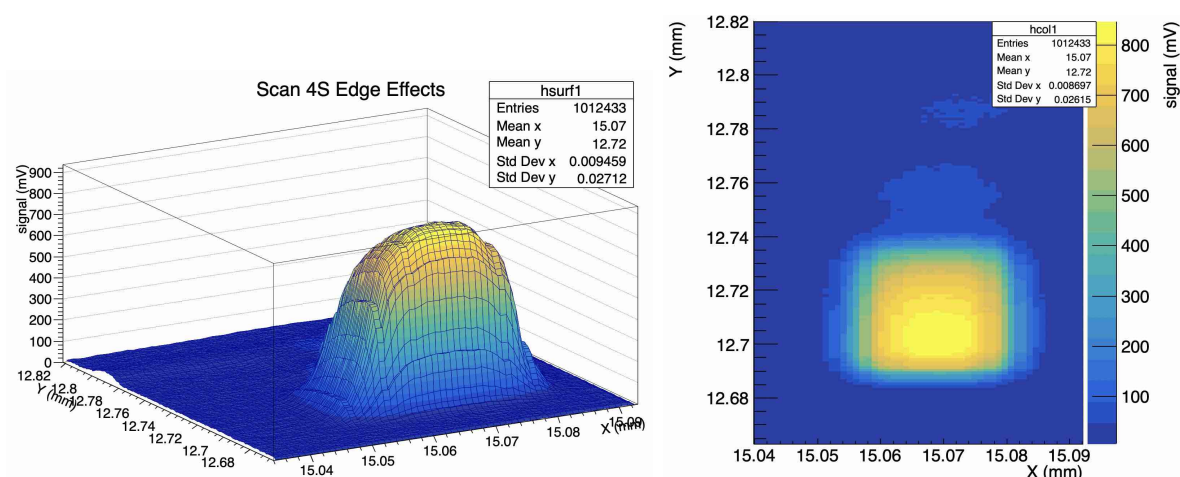 Scan 4S Edge Effects
hsurf1
Entries 1012433
Mean x 15.07
Mean y 12.72
Std Dev x 0.009459
Std Dev y 0.02712
signal (mV)
900
800
700
600
500
400
300
200
100
0
12.82
12.8
12.78
12.76
12.74
12.72
12.7
12.68
Y (mm)
15.04
15.05
15.06
15.07
15.08
15.09
X (mm)
hcol1
Entries 1012433
Mean x 15.07
Mean y 12.72
Std Dev x 0.008697
Std Dev y 0.02615
Y (mm)
12.82
12.8
12.78
12.76
12.74
12.72
12.7
12.68
15.04
15.05
15.06
15.07
15.08
15.09
X (mm)
signal (mV)
800
700
600
500
400
300
200
100